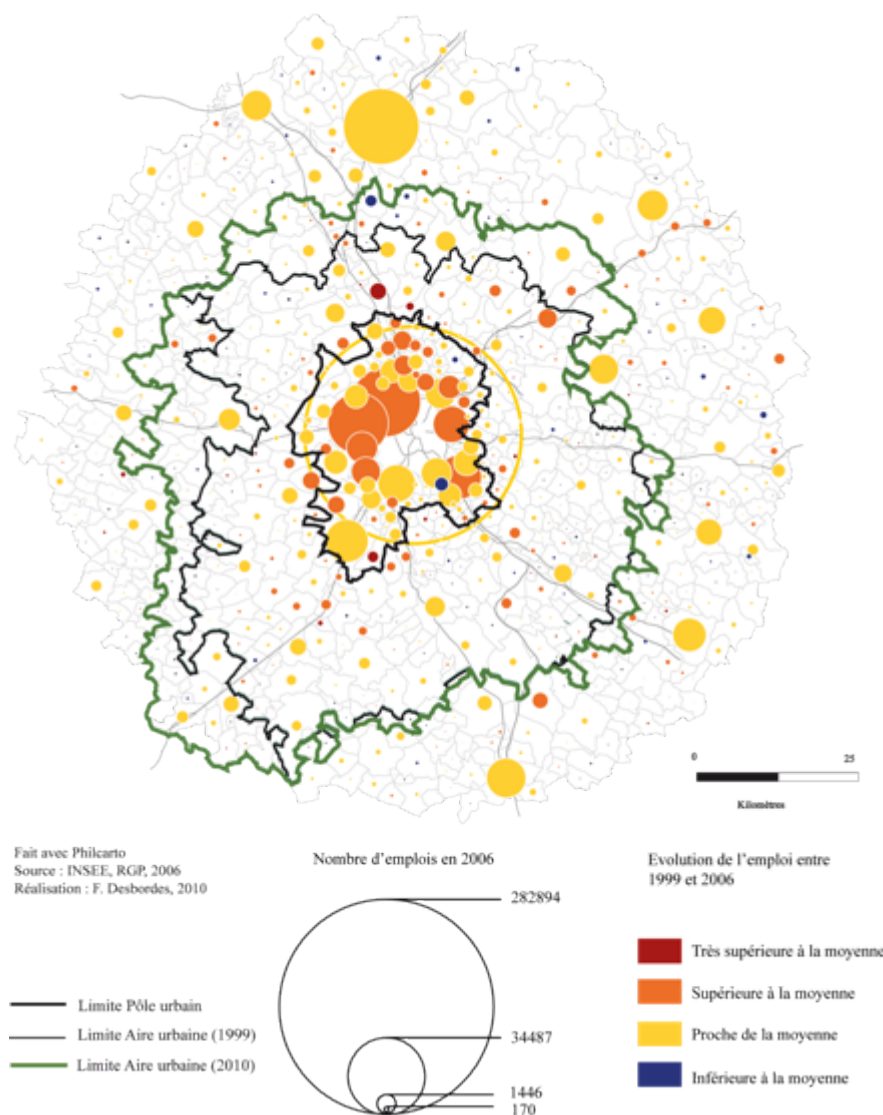 0 25
Kilomètres
Fait avec Philcarto
Source : INSEE, RGP, 2006
Réalisation : F. Desbordes, 2010
Limite Pôle urbain
Limite Aire urbaine (1999)
Limite Aire urbaine (2010)
Nombre d'emplois en 2006
282894
34487
1446
170
Evolution de l'emploi entre
1999 et 2006
Très supérieure à la moyenne
Supérieure à la moyenne
Proche de la moyenne
Inférieure à la moyenne